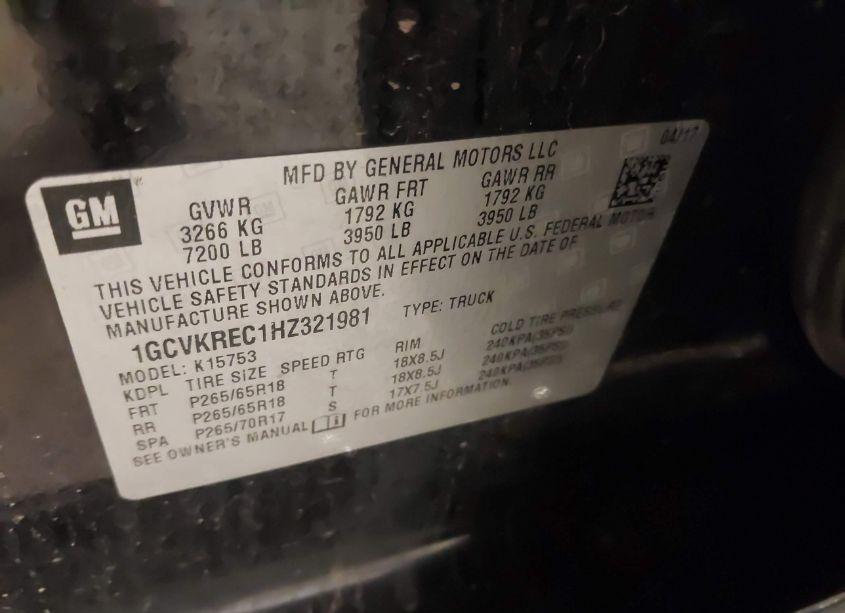 04/17
MFD BY GENERAL MOTORS LLC
GM
GVWR GAWR FRT GAWR RR
3266 KG 1792 KG 1792 KG
7200 LB 3950 LB 3950 LB
THIS VEHICLE CONFORMS TO ALL APPLICABLE U.S. FEDERAL MOTOR
VEHICLE SAFETY STANDARDS IN EFFECT ON THE DATE OF
MANUFACTURE SHOWN ABOVE.
1GCVKREC1HZ321981 TYPE: TRUCK
MODEL: K15753
KDPL TIRE SIZE SPEED RTG RIM COLD TIRE PRESSURE
FRT P265/65R18 T 18X8.5J 240KPA(35PSI)
RR P265/65R18 T 18X8.5J 240KPA(35PSI)
SPA P265/70R17 S 17X7.5J 240KPA(35PSI)
SEE OWNER'S MANUAL FOR MORE INFORMATION.